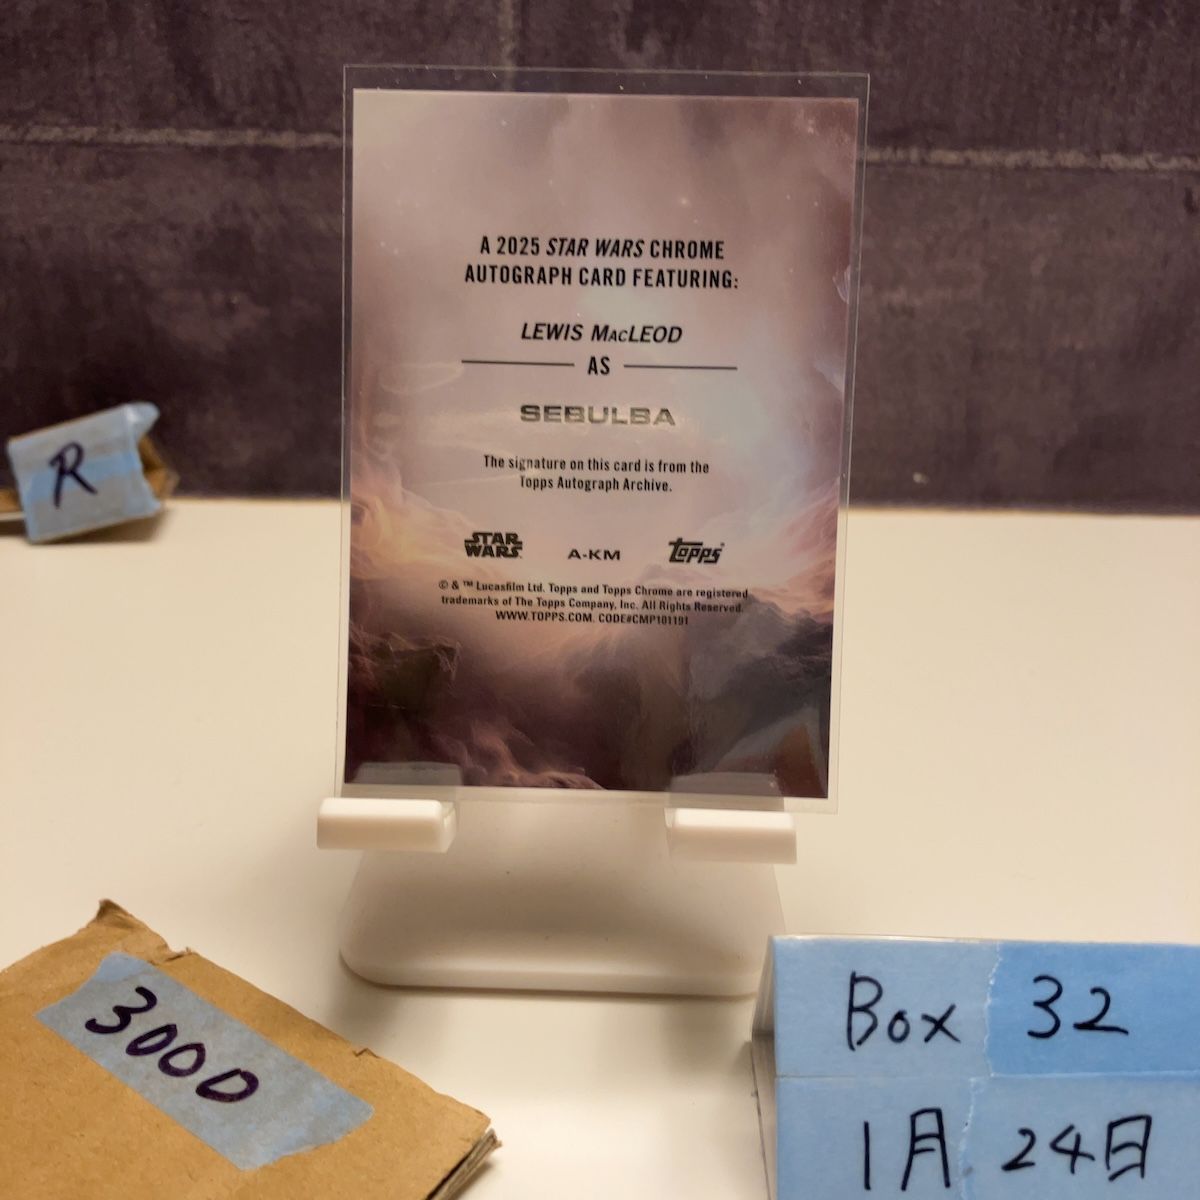 A 2025 STAR WARS CHROME
AUTOGRAPH CARD FEATURING:
LEWIS MACLEOD
AS
SEBULBA
The signature on this card is from the
Topps Autograph Archive.
STAR WARS A-KM Topps
© & ™ Lucasfilm Ltd. Topps and Topps Chrome are registered
trademarks of The Topps Company, Inc. All Rights Reserved.
WWW.TOPPS.COM. CODE#CMP101191
R
3000
Box 32
1月 24日